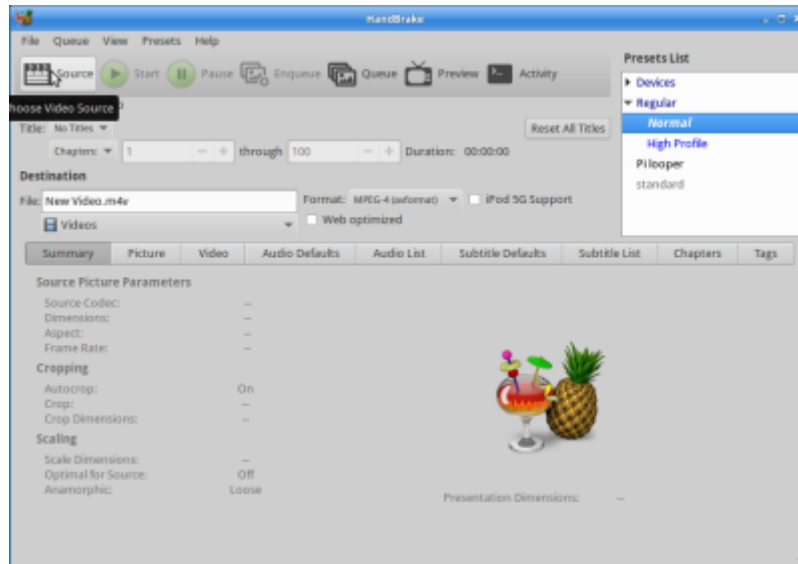 HandBrake
File Queue View Presets Help
Source Start Pause Enqueue Queue Preview Activity
hoose Video Source
Title: No Titles Reset All Titles
Chapters: 1 through 100 Duration: 00:00:00
Destination
File: New Video.m4v Format: MPEG-4 (avformat) iPod 5G Support
Videos Web optimized
Presets List
Devices
Regular
Normal
High Profile
Pilooper
standard
Summary Picture Video Audio Defaults Audio List Subtitle Defaults Subtitle List Chapters Tags
Source Picture Parameters
Source Codec: --
Dimensions: --
Aspect: --
Frame Rate: --
Cropping
Autocrop: On
Crop: --
Crop Dimensions: --
Scaling
Scale Dimensions: --
Optimal for Source: Off
Anamorphic: Loose
Presentation Dimensions: --